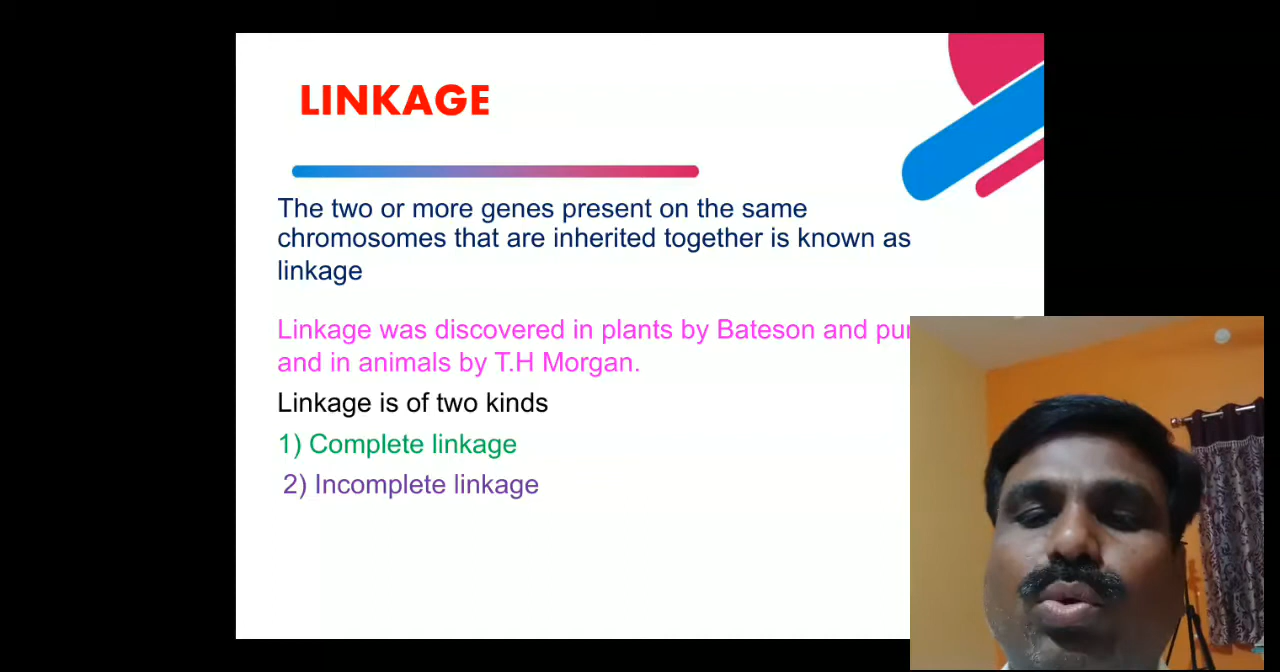 LINKAGE
The two or more genes present on the same
chromosomes that are inherited together is known as
linkage
Linkage was discovered in plants by Bateson and
and in animals by T.H Morgan.
Linkage is of two kinds
1) Complete linkage
2) Incomplete linkage